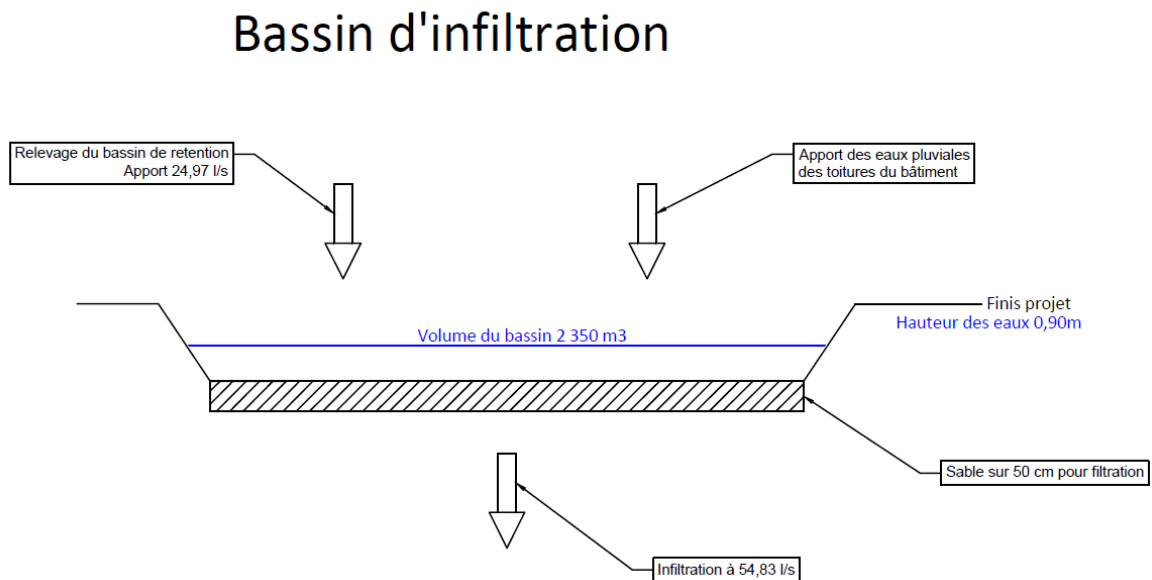 Bassin d'infiltration
Relevage du bassin de retention
Apport 24,97 l/s
Apport des eaux pluviales
des toitures du bâtiment
Finis projet
Hauteur des eaux 0,90m
Volume du bassin 2 350 m3
Sable sur 50 cm pour filtration
Infiltration à 54,83 l/s